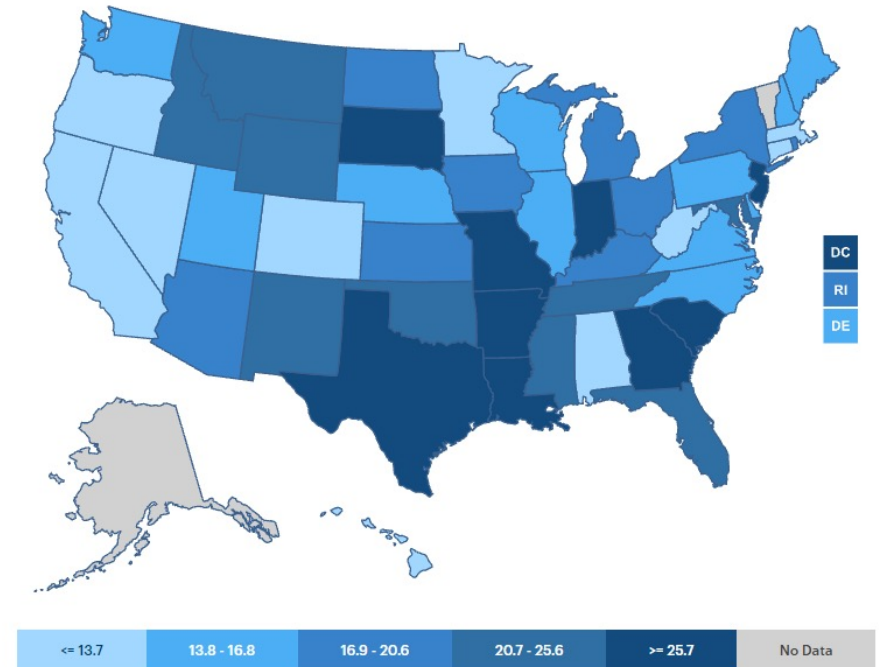 DC
RI
DE
<= 13.7 13.8 - 16.8 16.9 - 20.6 20.7 - 25.6 >= 25.7 No Data